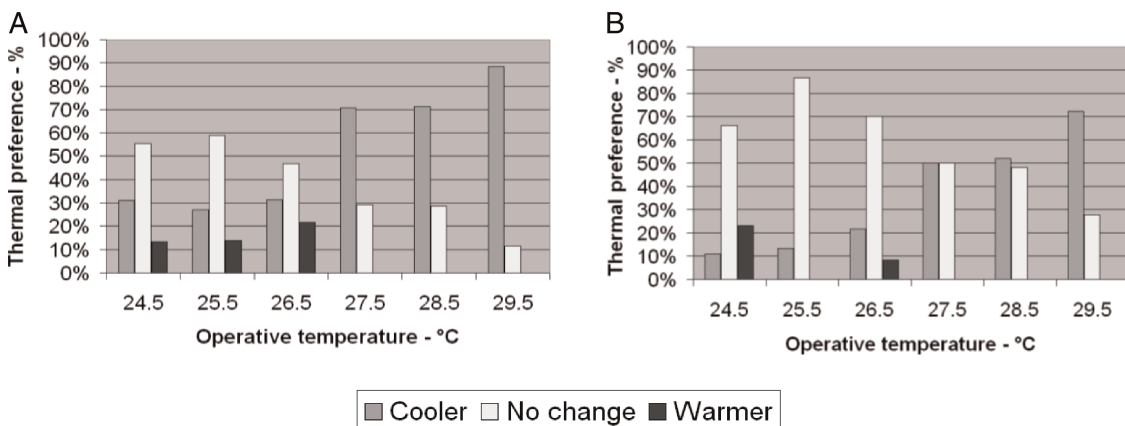 A
Thermal preference - %
100%
90%
80%
70%
60%
50%
40%
30%
20%
10%
0%
24.5 25.5 26.5 27.5 28.5 29.5
Operative temperature - °C
B
Thermal preference - %
100%
90%
80%
70%
60%
50%
40%
30%
20%
10%
0%
24.5 25.5 26.5 27.5 28.5 29.5
Operative temperature - °C
Cooler No change Warmer